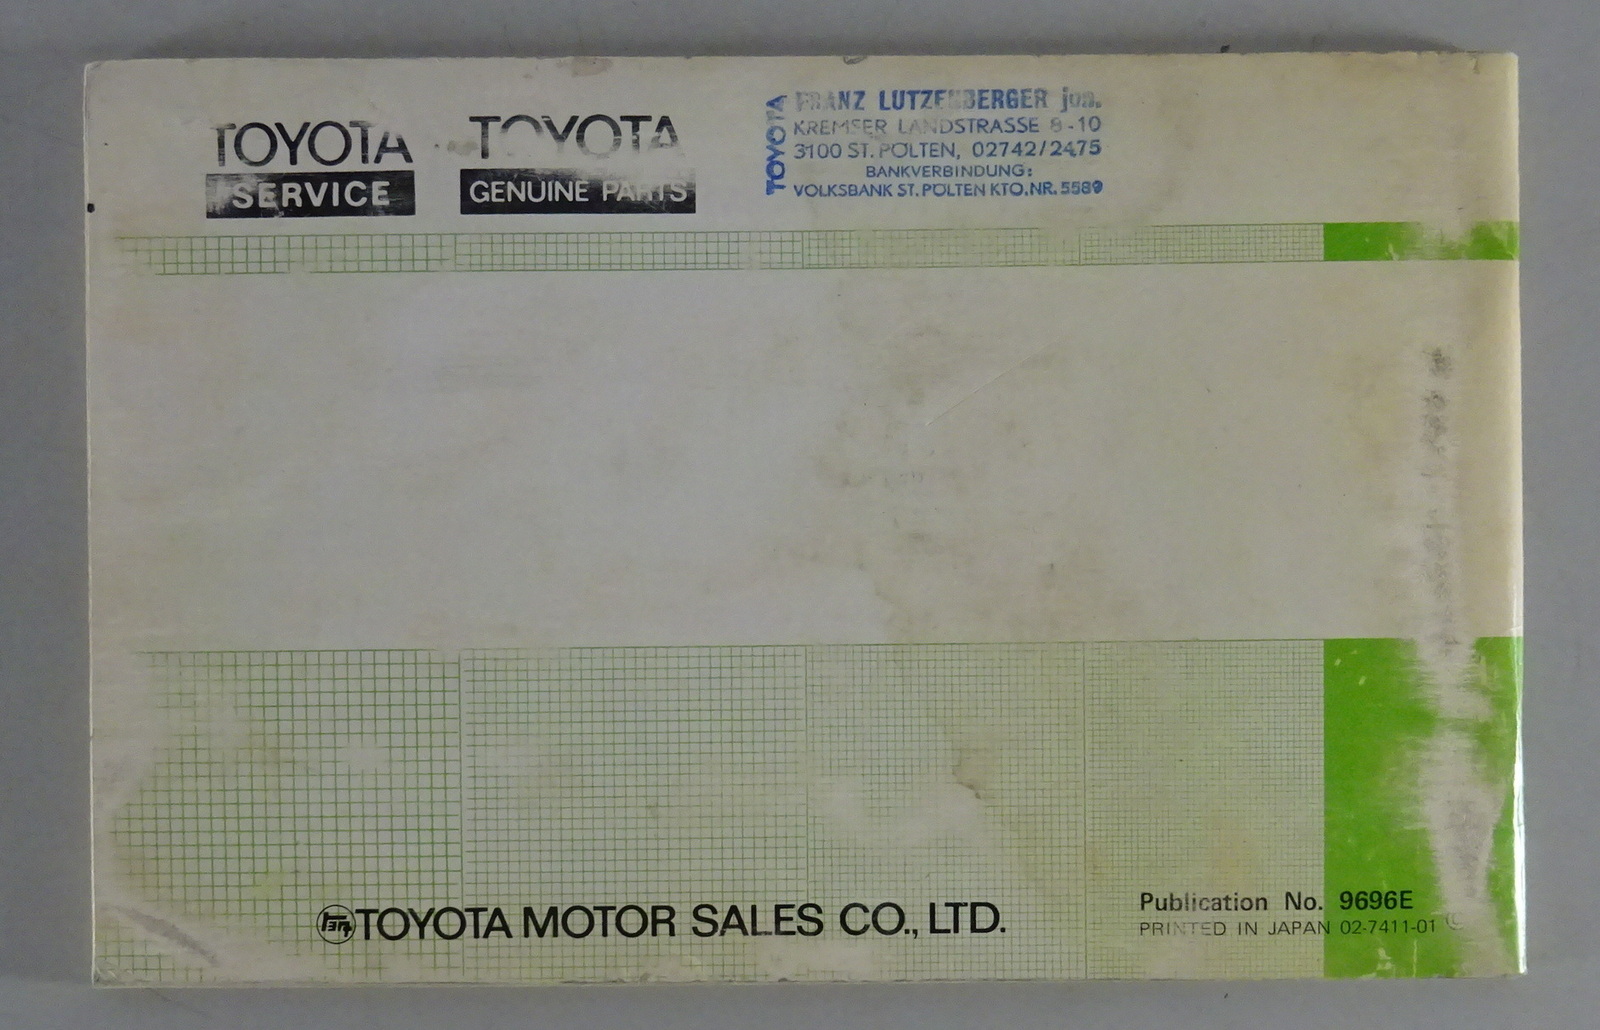 TOYOTA
SERVICE
TOYOTA
GENUINE PARTS
TOYOTA
FRANZ LUTZENBERGER jun.
KREMSER LANDSTRASSE 8-10
3100 ST. PÖLTEN, 02742/2475
BANKVERBINDUNG:
VOLKSBANK ST. PÖLTEN KTO.NR. 5589
TOYOTA MOTOR SALES CO., LTD.
Publication No. 9696E
PRINTED IN JAPAN 02-7411-01